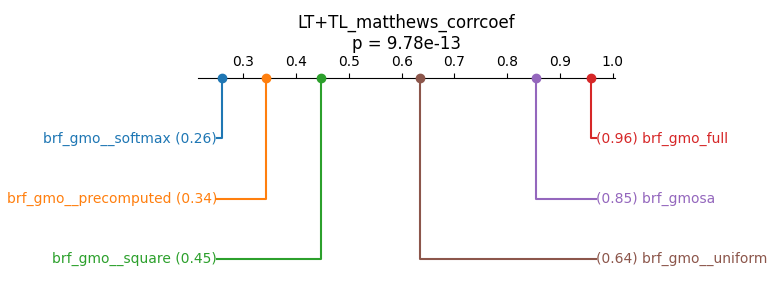 LT+TL_matthews_corrcoef
p = 9.78e-13
0.3 0.4 0.5 0.6 0.7 0.8 0.9 1.0
brf_gmo__softmax (0.26) (0.96) brf_gmo_full
brf_gmo__precomputed (0.34) (0.85) brf_gmosa
brf_gmo__square (0.45) (0.64) brf_gmo__uniform